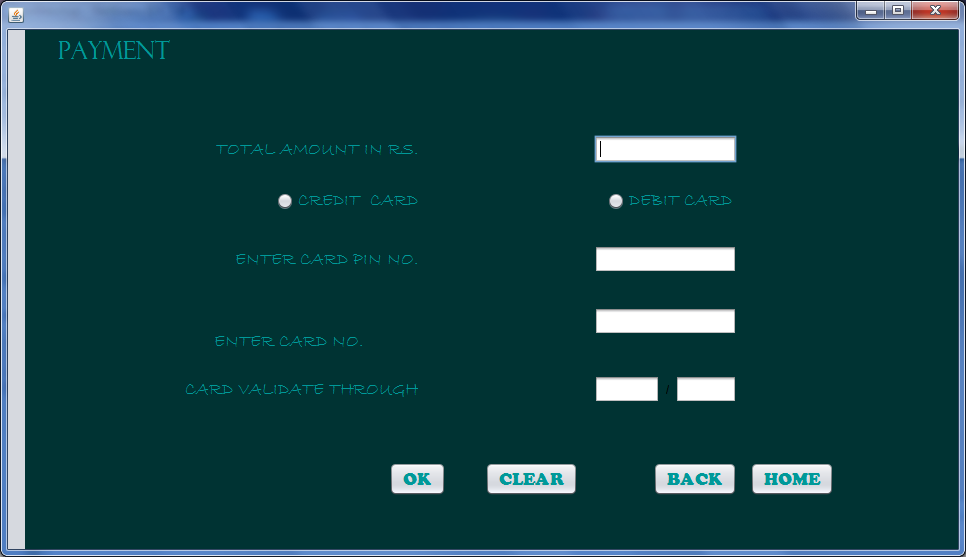 PAYMENT
TOTAL AMOUNT IN RS.
CREDIT CARD DEBIT CARD
ENTER CARD PIN NO.
ENTER CARD NO.
CARD VALIDATE THROUGH /
OK CLEAR BACK HOME